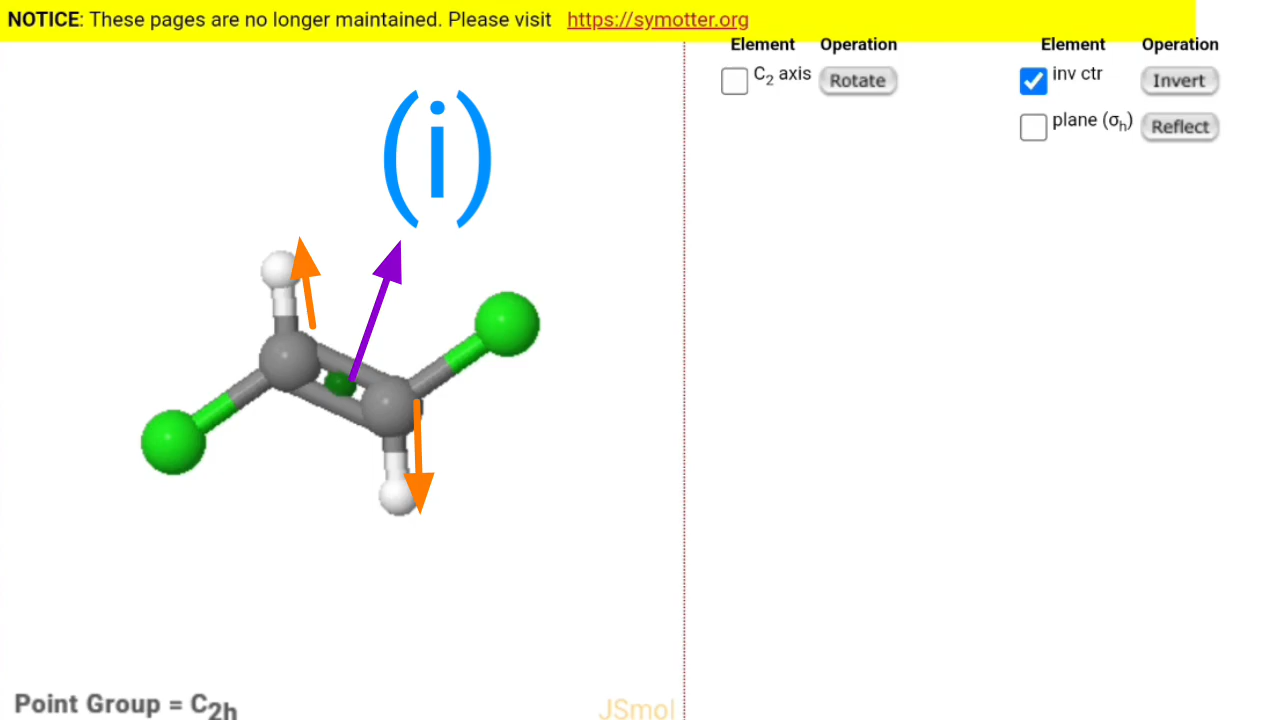 NOTICE: These pages are no longer maintained. Please visit https://symotter.org
Element Operation Element Operation
C₂ axis Rotate inv ctr Invert
plane (σₕ) Reflect
(i)
Point Group = C₂ₕ
JSmol